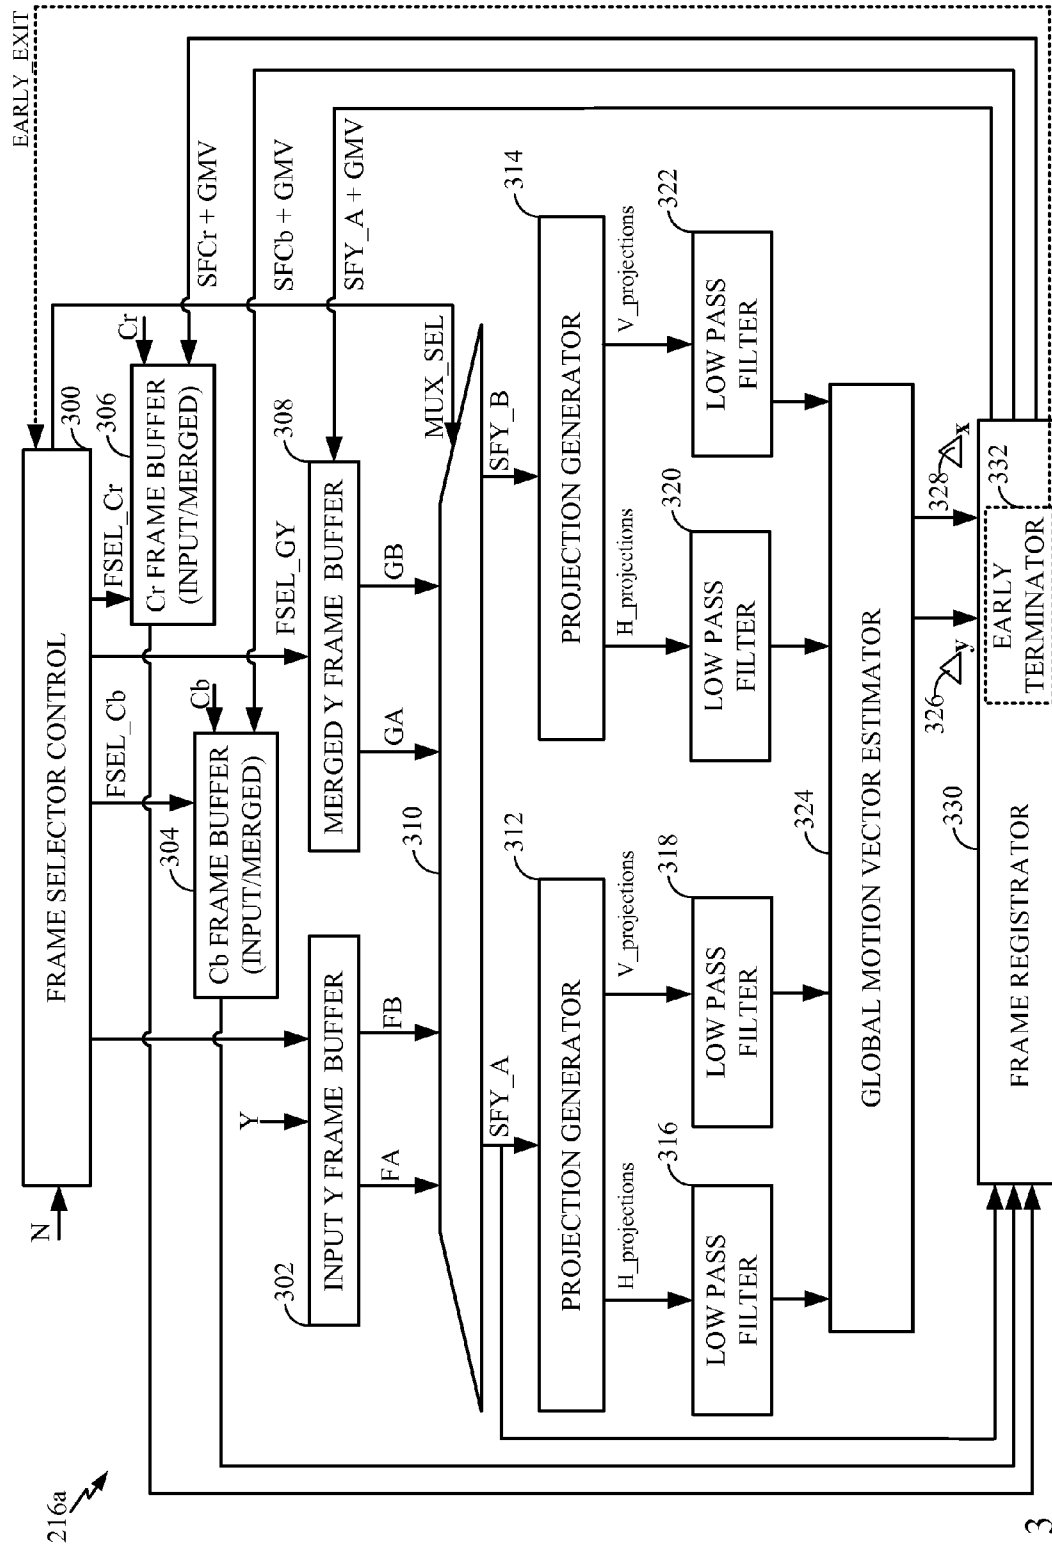 216a
N
FRAME SELECTOR CONTROL
300
EARLY_EXIT
FSEL_Cb
FSEL_Cr
Cr
306
Cr FRAME BUFFER
(INPUT/MERGED)
SFCr + GMV
304
Cb FRAME BUFFER
(INPUT/MERGED)
Cb
SFCb + GMV
FSEL_GY
SFY_A + GMV
Y
302
INPUT Y FRAME BUFFER
308
MERGED Y FRAME BUFFER
FA
FB
GA
GB
MUX_SEL
310
SFY_A
SFY_B
312
PROJECTION GENERATOR
314
PROJECTION GENERATOR
H_projections
V_projections
H_projections
V_projections
316
LOW PASS
FILTER
318
LOW PASS
FILTER
320
LOW PASS
FILTER
322
LOW PASS
FILTER
324
GLOBAL MOTION VECTOR ESTIMATOR
326
△y
328
△x
330
FRAME REGISTRATOR
332
EARLY
TERMINATOR
3